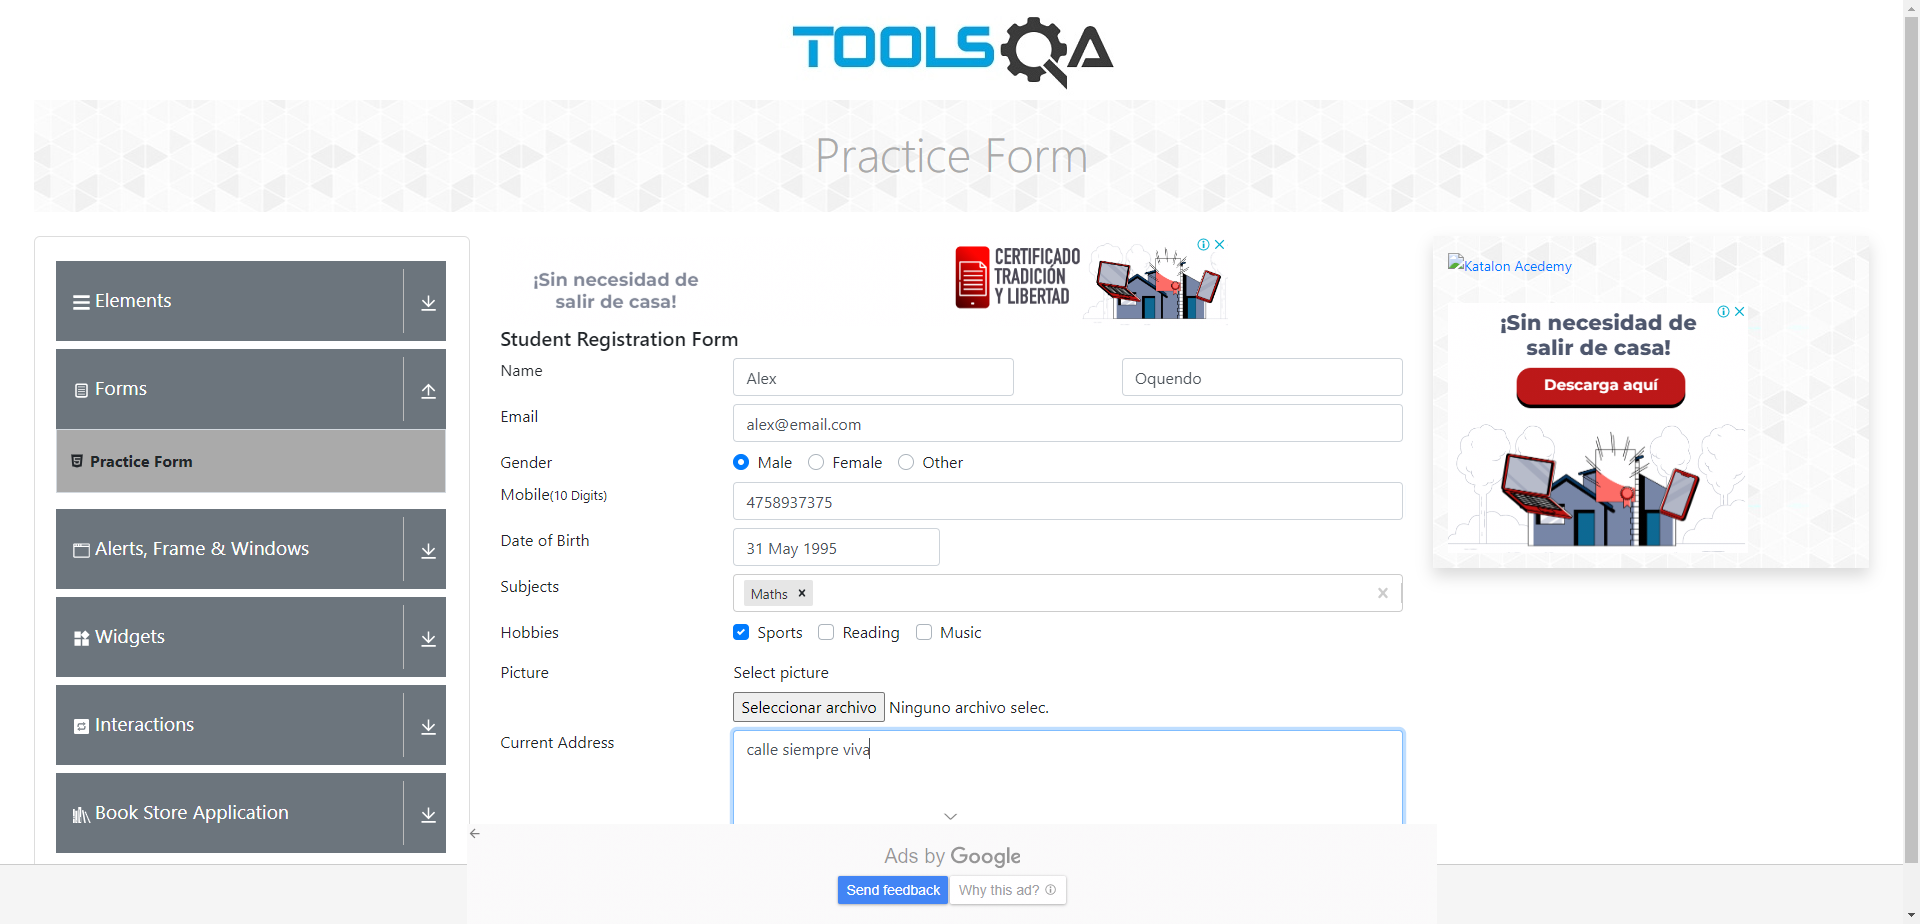 TOOLSQA
Practice Form
Elements
Forms
Practice Form
Alerts, Frame & Windows
Widgets
Interactions
Book Store Application
¡Sin necesidad de
salir de casa!
CERTIFICADO
TRADICIÓN
Y LIBERTAD
Student Registration Form
Name Alex Oquendo
Email alex@email.com
Gender Male Female Other
Mobile(10 Digits) 4758937375
Date of Birth 31 May 1995
Subjects Maths
Hobbies Sports Reading Music
Picture Select picture
Seleccionar archivo Ninguno archivo selec.
Current Address calle siempre viva
Katalon Acedemy
¡Sin necesidad de
salir de casa!
Descarga aquí
Ads by Google
Send feedback Why this ad?